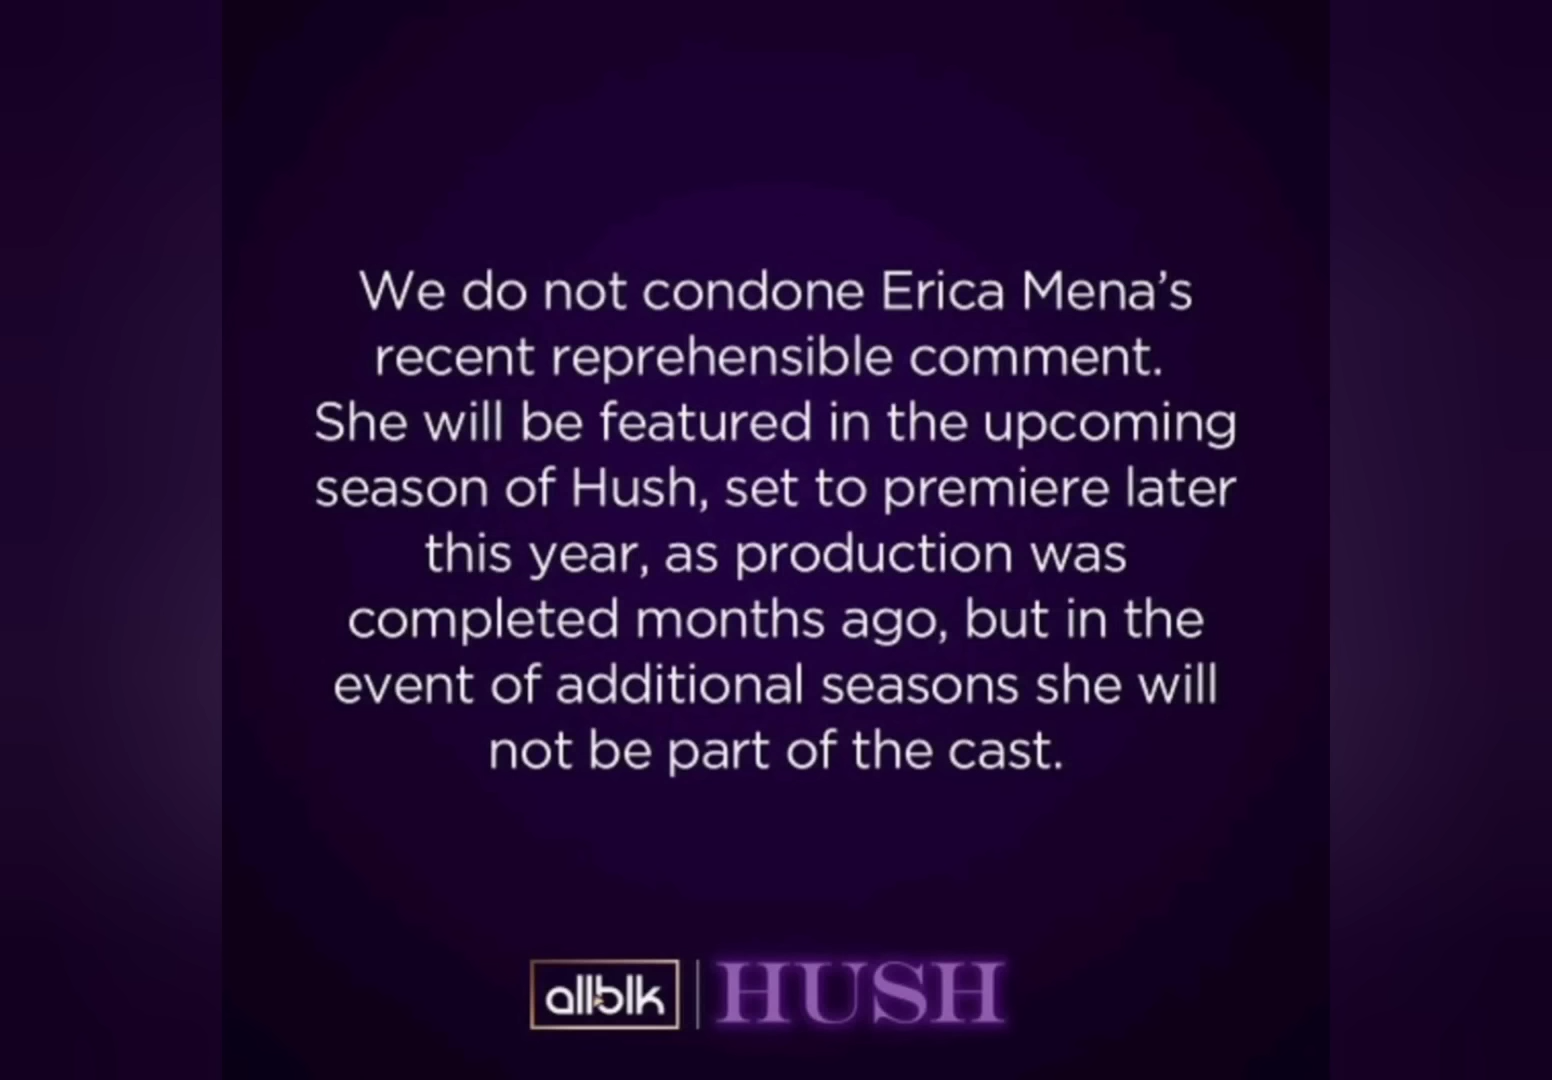 We do not condone Erica Mena’s
recent reprehensible comment.
She will be featured in the upcoming
season of Hush, set to premiere later
this year, as production was
completed months ago, but in the
event of additional seasons she will
not be part of the cast.
allblk | HUSH